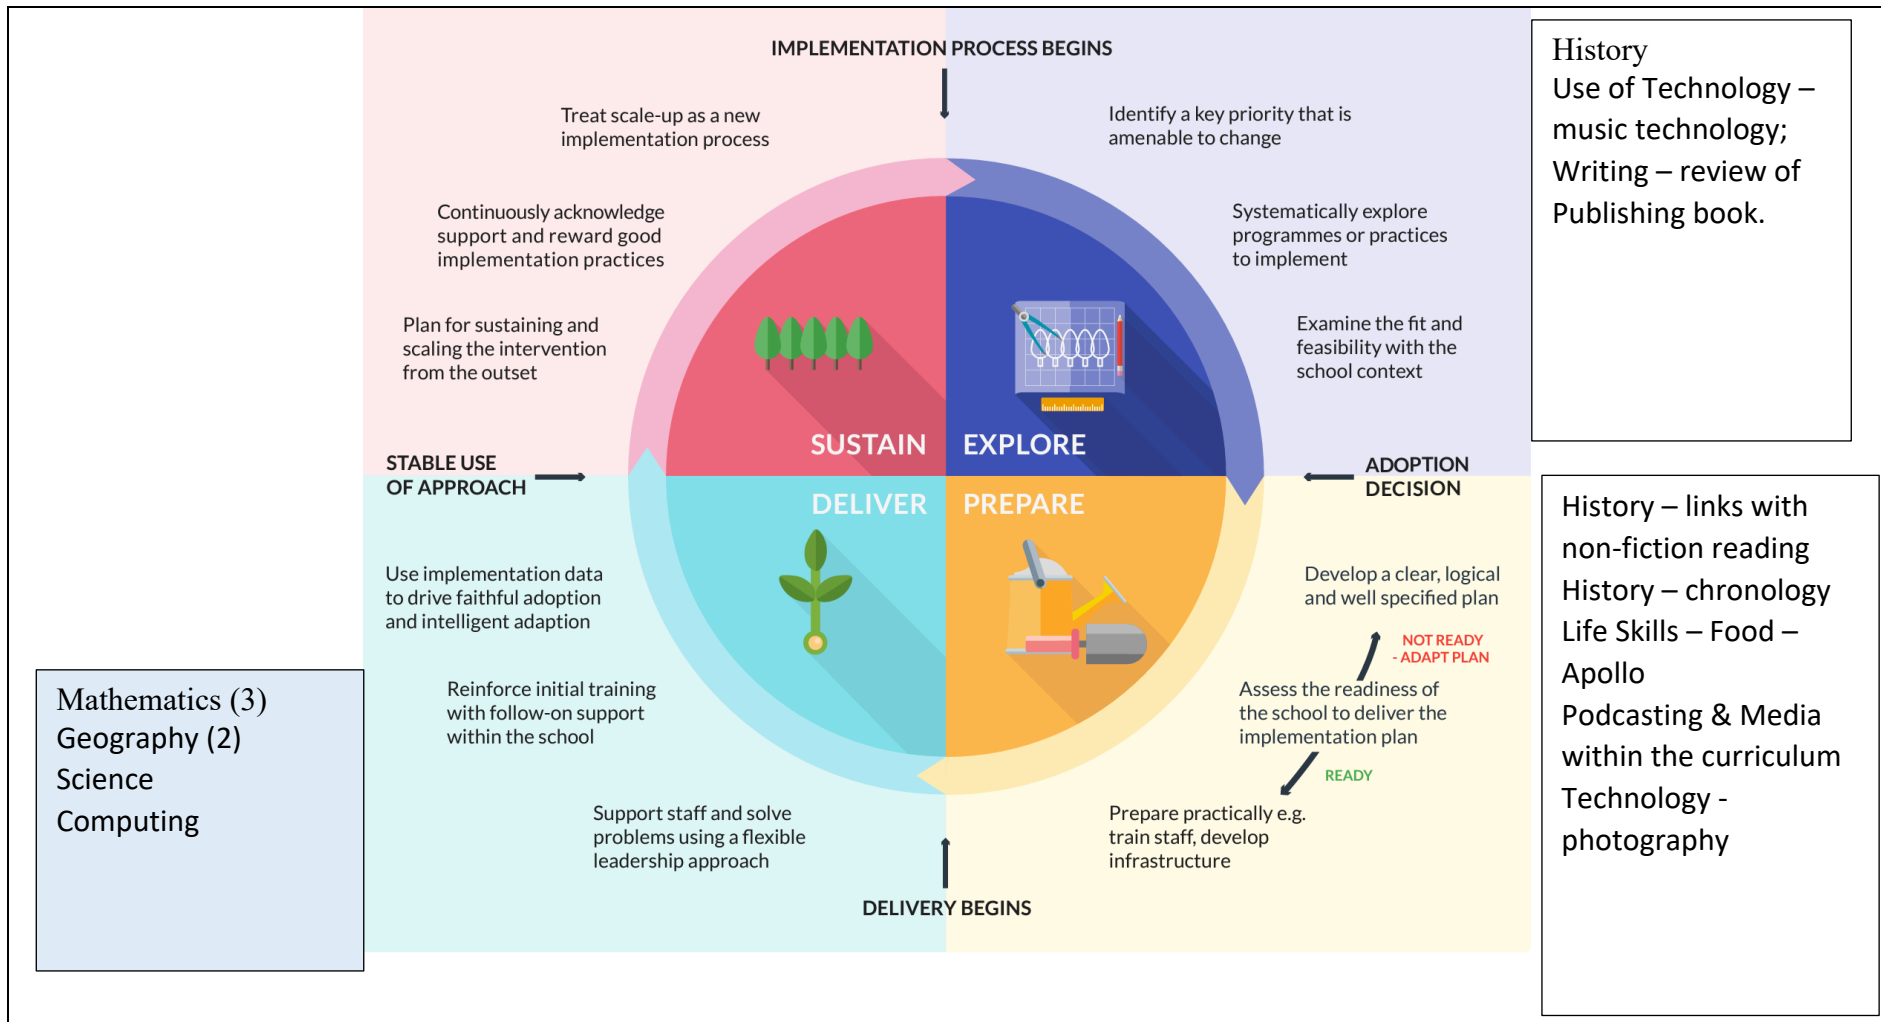 IMPLEMENTATION PROCESS BEGINS
Treat scale-up as a new
implementation process
Continuously acknowledge
support and reward good
implementation practices
Plan for sustaining and
scaling the intervention
from the outset
Identify a key priority that is
amenable to change
Systematically explore
programmes or practices
to implement
Examine the fit and
feasibility with the
school context
History
Use of Technology –
music technology;
Writing – review of
Publishing book.
SUSTAIN
EXPLORE
STABLE USE
OF APPROACH
ADOPTION
DECISION
DELIVER
PREPARE
Use implementation data
to drive faithful adoption
and intelligent adaption
Reinforce initial training
with follow-on support
within the school
Support staff and solve
problems using a flexible
leadership approach
Develop a clear, logical
and well specified plan
NOT READY
- ADAPT PLAN
Assess the readiness of
the school to deliver the
implementation plan
READY
Prepare practically e.g.
train staff, develop
infrastructure
DELIVERY BEGINS
Mathematics (3)
Geography (2)
Science
Computing
History – links with
non-fiction reading
History – chronology
Life Skills – Food –
Apollo
Podcasting & Media
within the curriculum
Technology -
photography